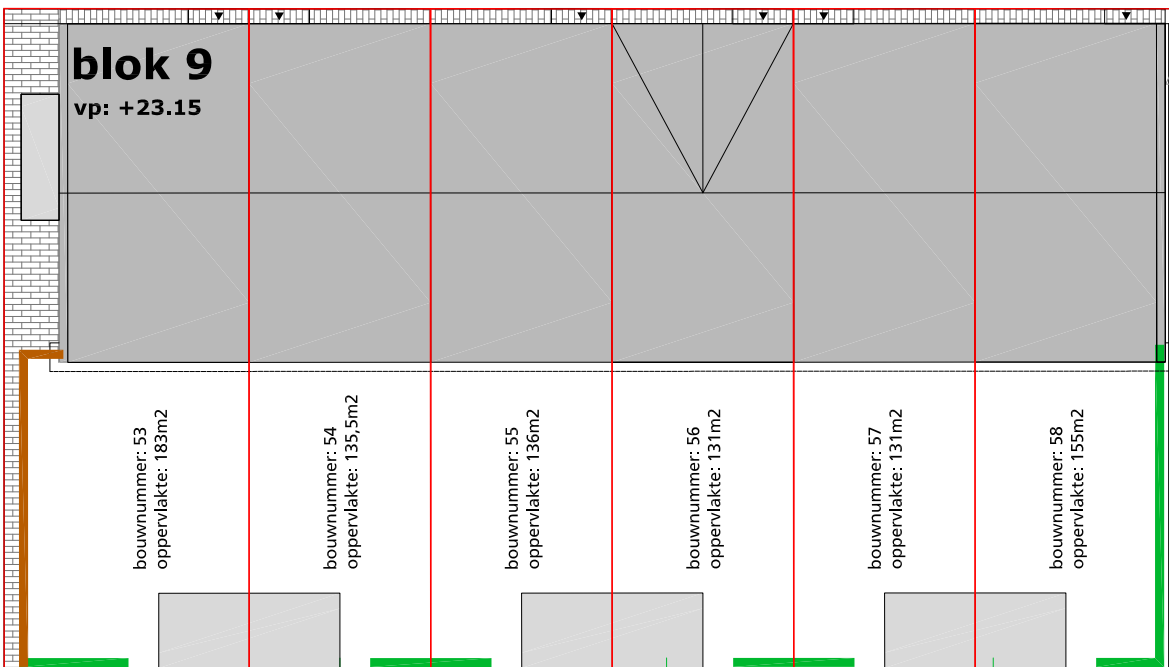 blok 9
vp: +23.15
bouwnummer: 53
oppervlakte: 183m2
bouwnummer: 54
oppervlakte: 135,5m2
bouwnummer: 55
oppervlakte: 136m2
bouwnummer: 56
oppervlakte: 131m2
bouwnummer: 57
oppervlakte: 131m2
bouwnummer: 58
oppervlakte: 155m2